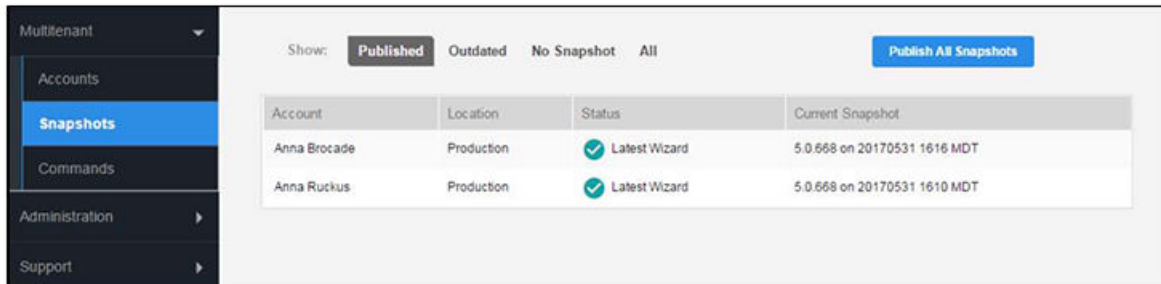 Multitenant
Accounts
Snapshots
Commands
Administration
Support
Show: Published Outdated No Snapshot All
Publish All Snapshots
Account Location Status Current Snapshot
Anna Brocade Production Latest Wizard 5.0.668 on 20170531 1616 MDT
Anna Ruckus Production Latest Wizard 5.0.668 on 20170531 1610 MDT